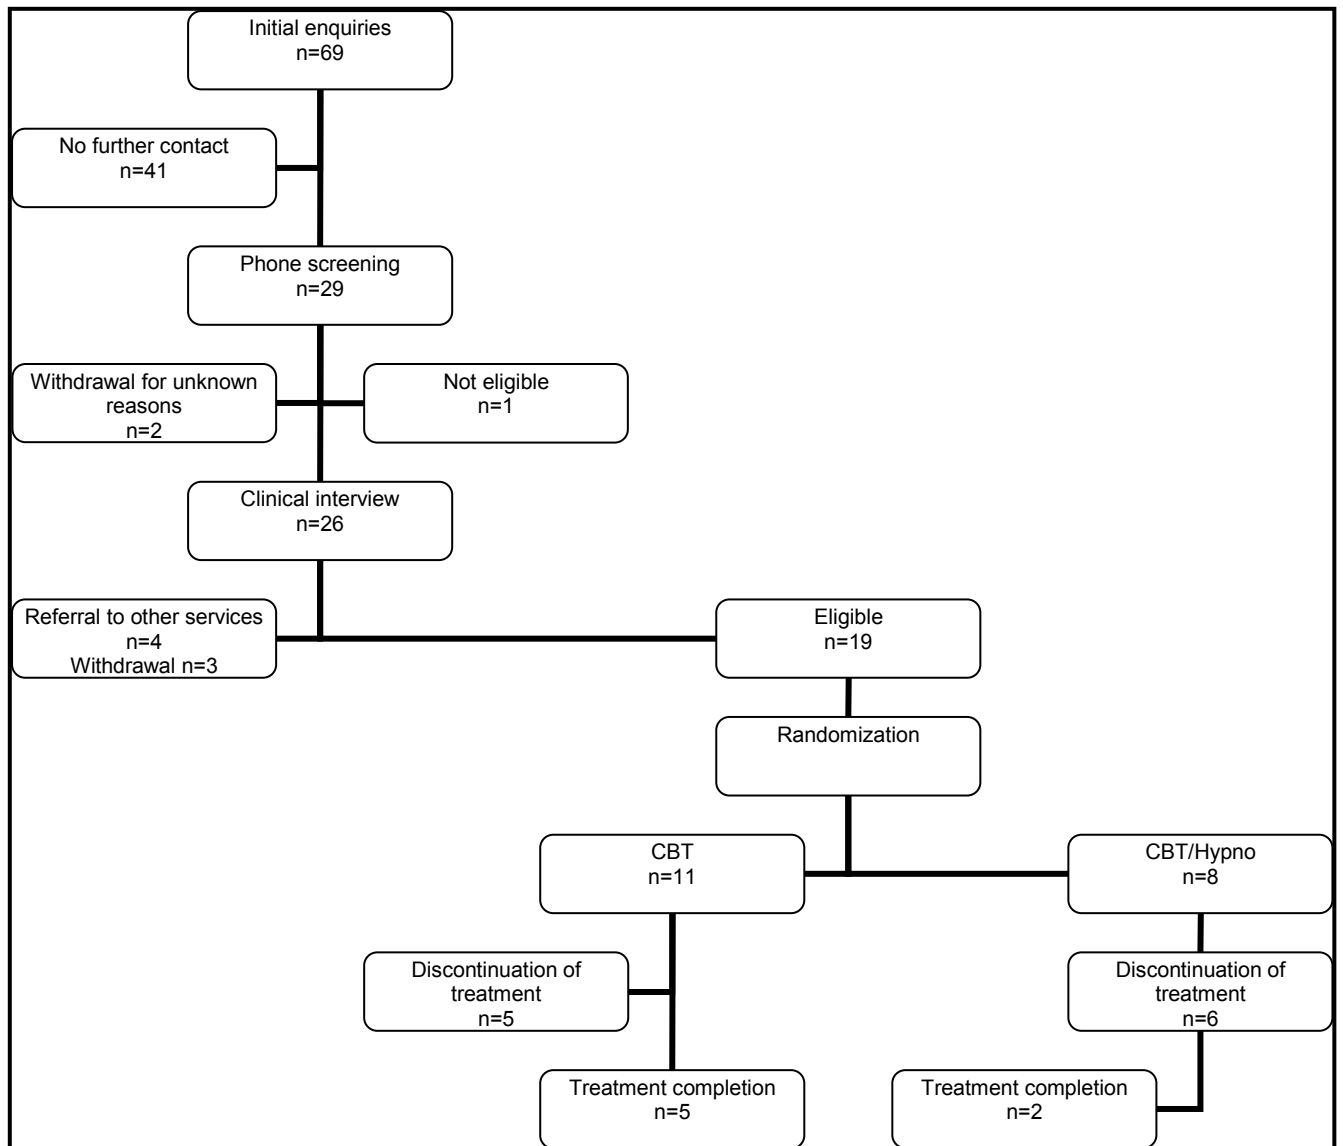 Initial enquiries
n=69
No further contact
n=41
Phone screening
n=29
Withdrawal for unknown
reasons
n=2
Not eligible
n=1
Clinical interview
n=26
Referral to other services
n=4
Withdrawal n=3
Eligible
n=19
Randomization
CBT
n=11
CBT/Hypno
n=8
Discontinuation of
treatment
n=5
Discontinuation of
treatment
n=6
Treatment completion
n=5
Treatment completion
n=2